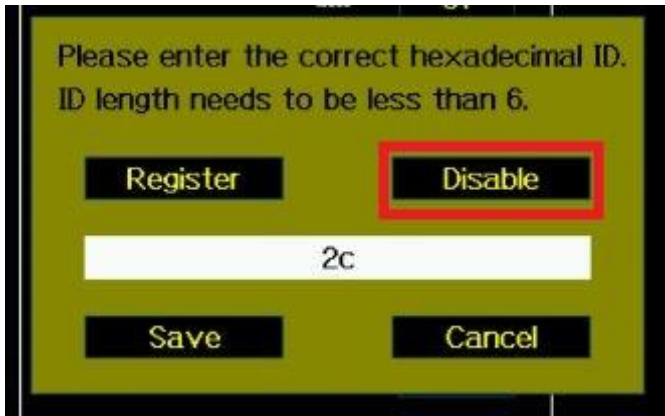 Please enter the correct hexadecimal ID.
ID length needs to be less than 6.
Register Disable
2c
Save Cancel